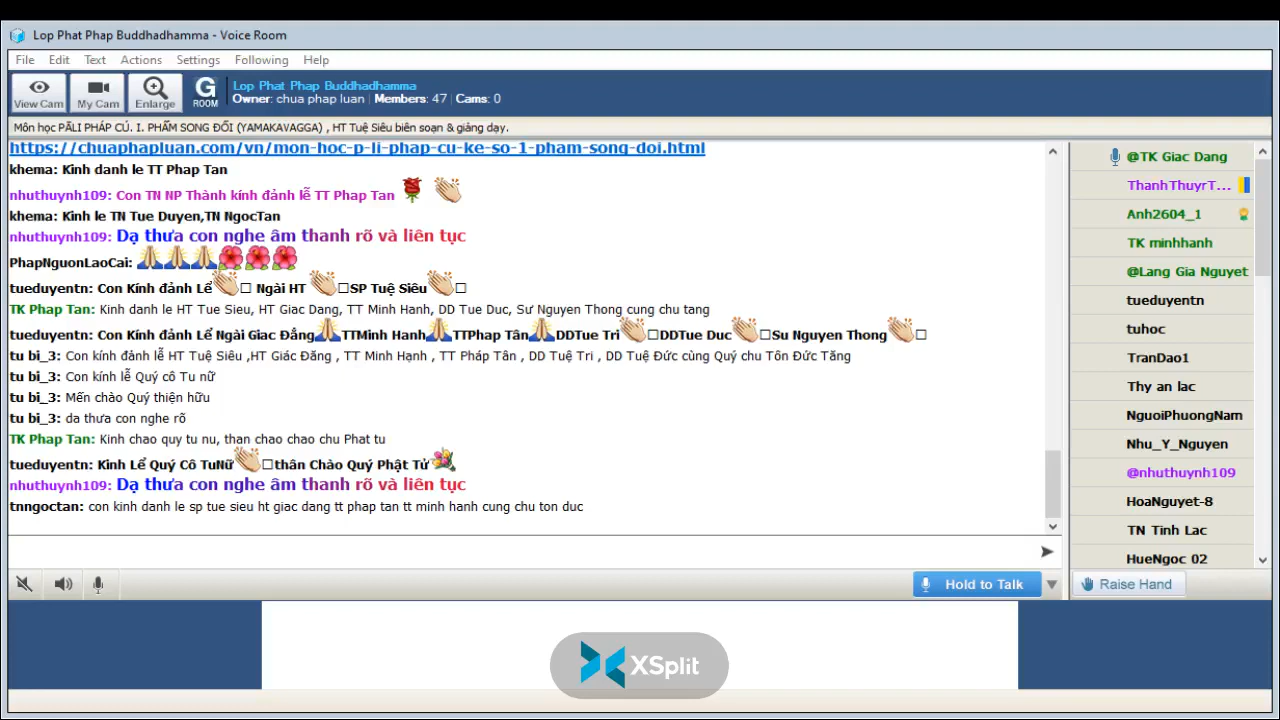 Lop Phat Phap Buddhadhamma - Voice Room
File Edit Text Actions Settings Following Help
View Cam My Cam Enlarge G ROOM
Lop Phat Phap Buddhadhamma
Owner: chua phap luan | Members: 47 | Cams: 0
Môn học PĀLI PHÁP CÚ. I. PHẨM SONG ĐỐI (YAMAKAVAGGA) , HT Tuệ Siêu biên soạn & giảng dạy.
https://chuaphapluan.com/vn/mon-hoc-p-li-phap-cu-ke-so-1-pham-song-doi.html
khema: Kinh danh le TT Phap Tan
nhuthuynh109: Con TN NP Thành kính đảnh lễ TT Phap Tan
khema: Kinh le TN Tue Duyen,TN NgocTan
nhuthuynh109: Dạ thưa con nghe âm thanh rõ và liên tục
PhapNguonLaoCai:
tueduyentn: Con Kính đảnh Lể Ngài HT SP Tuệ Siêu
TK Phap Tan: Kinh danh le HT Tue Sieu, HT Giac Dang, TT Minh Hanh, DD Tue Duc, Sư Nguyen Thong cung chu tang
tueduyentn: Con Kính đảnh Lể Ngài Giac Đẳng TTMinh Hanh TTPhap Tân DDTue Tri DDTue Duc Su Nguyen Thong
tu bi_3: Con kính đảnh lễ HT Tuệ Siêu ,HT Giác Đăng , TT Minh Hạnh , TT Pháp Tân , DD Tuệ Tri , DD Tuệ Đức cùng Quý chu Tôn Đức Tăng
tu bi_3: Con kính lễ Quý cô Tu nữ
tu bi_3: Mến chào Quý thiện hữu
tu bi_3: da thưa con nghe rõ
TK Phap Tan: Kinh chao quy tu nu, than chao chao chu Phat tu
tueduyentn: Kinh Lể Quý Cô TuNữ thân Chào Quý Phật Tử
nhuthuynh109: Dạ thưa con nghe âm thanh rõ và liên tục
tnngoctan: con kinh danh le sp tue sieu ht giac dang tt phap tan tt minh hanh cung chu ton duc
@TK Giac Dang
ThanhThuyrT...
Anh2604_1
TK minhhanh
@Lang Gia Nguyet
tueduyentn
tuhoc
TranDao1
Thy an lac
NguoiPhuongNam
Nhu_Y_Nguyen
@nhuthuynh109
HoaNguyet-8
TN Tinh Lac
HueNgoc 02
Hold to Talk
Raise Hand
XSplit